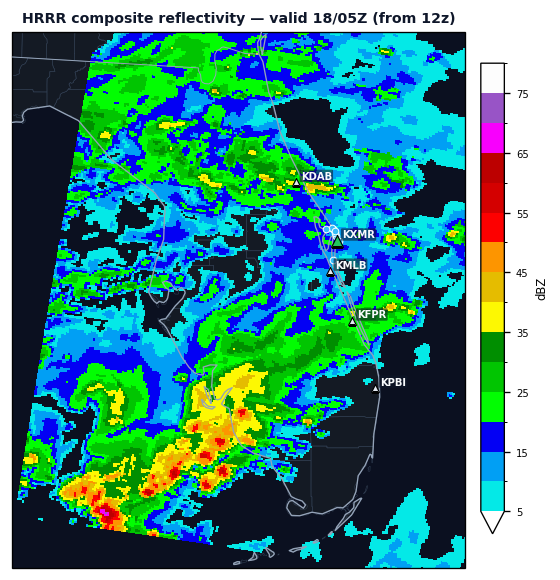 HRRR composite reflectivity — valid 18/05Z (from 12z)
KDAB
KXMR
KMLB
KFPR
KPBI
75
65
55
45
35
25
15
5
dBZ